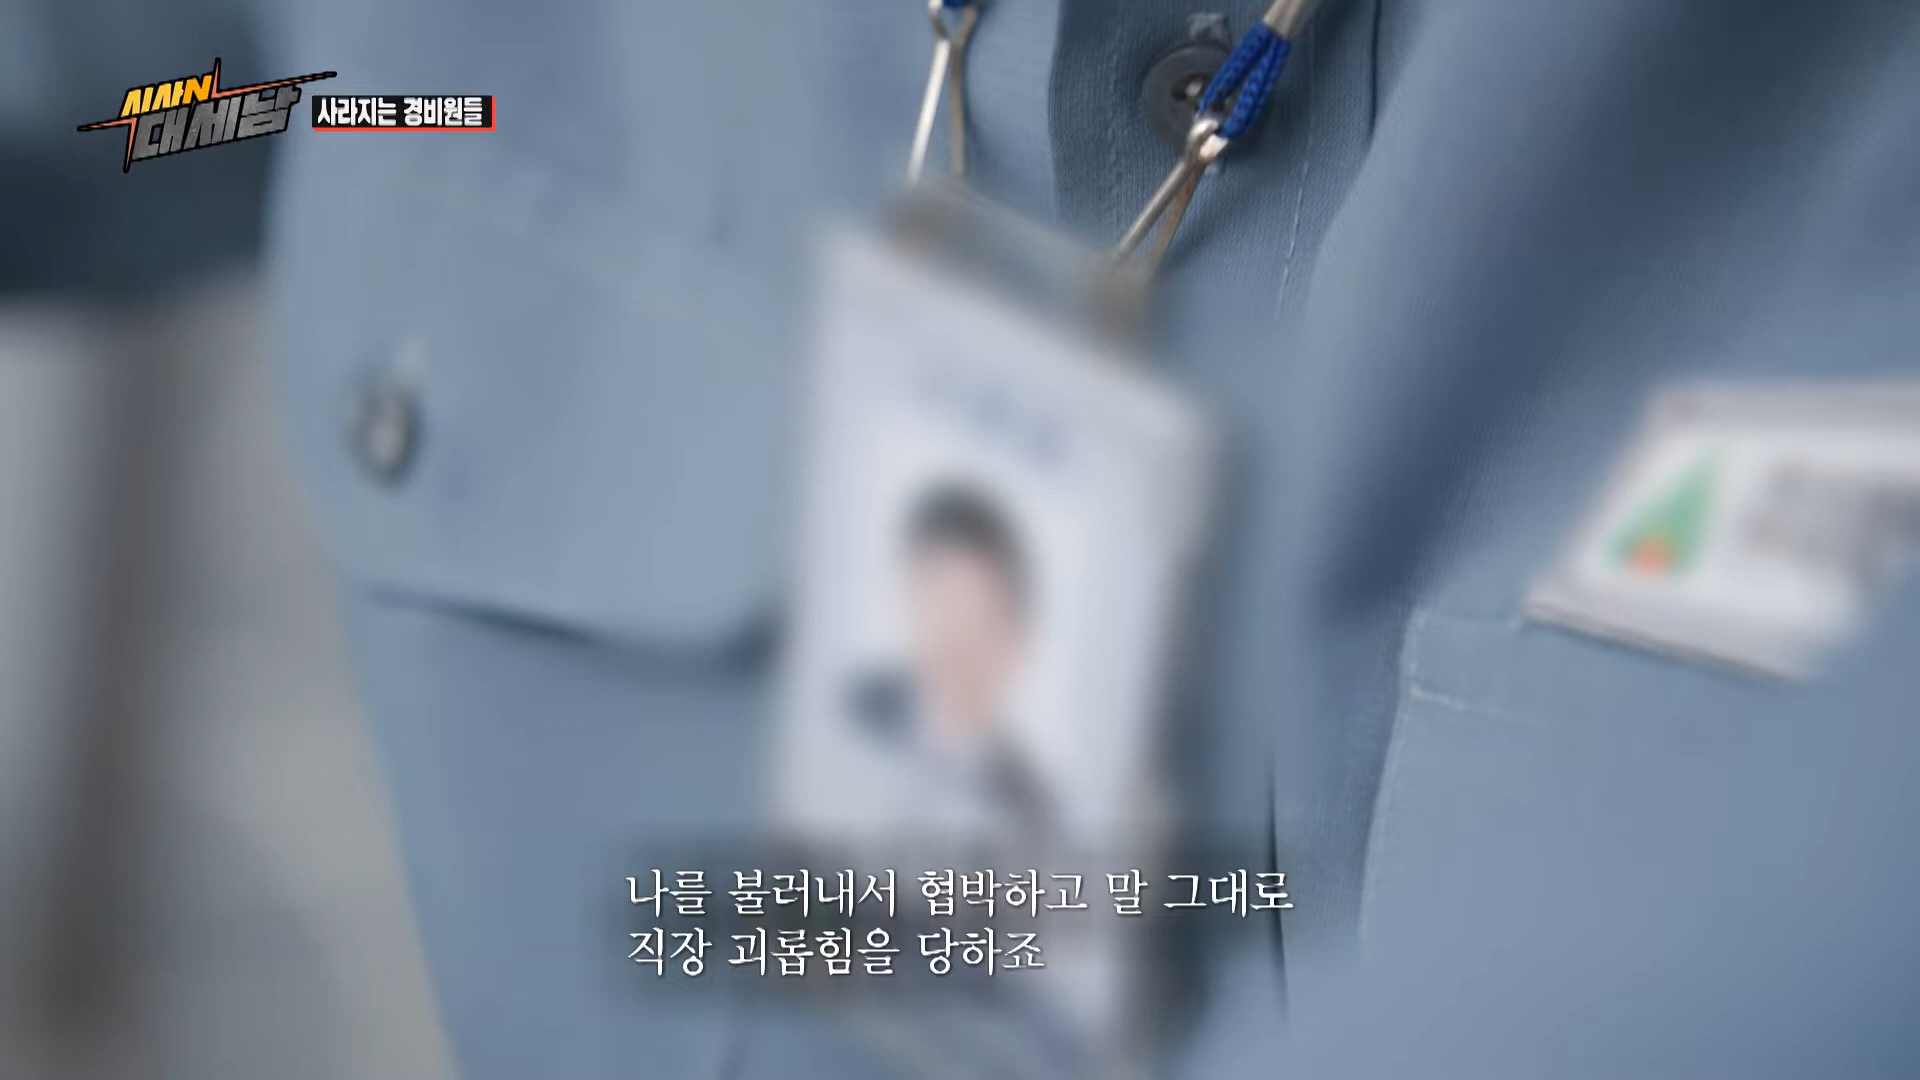 시사N
대세남
사라지는 경비원들
나를 불러내서 협박하고 말 그대로
직장 괴롭힘을 당하죠